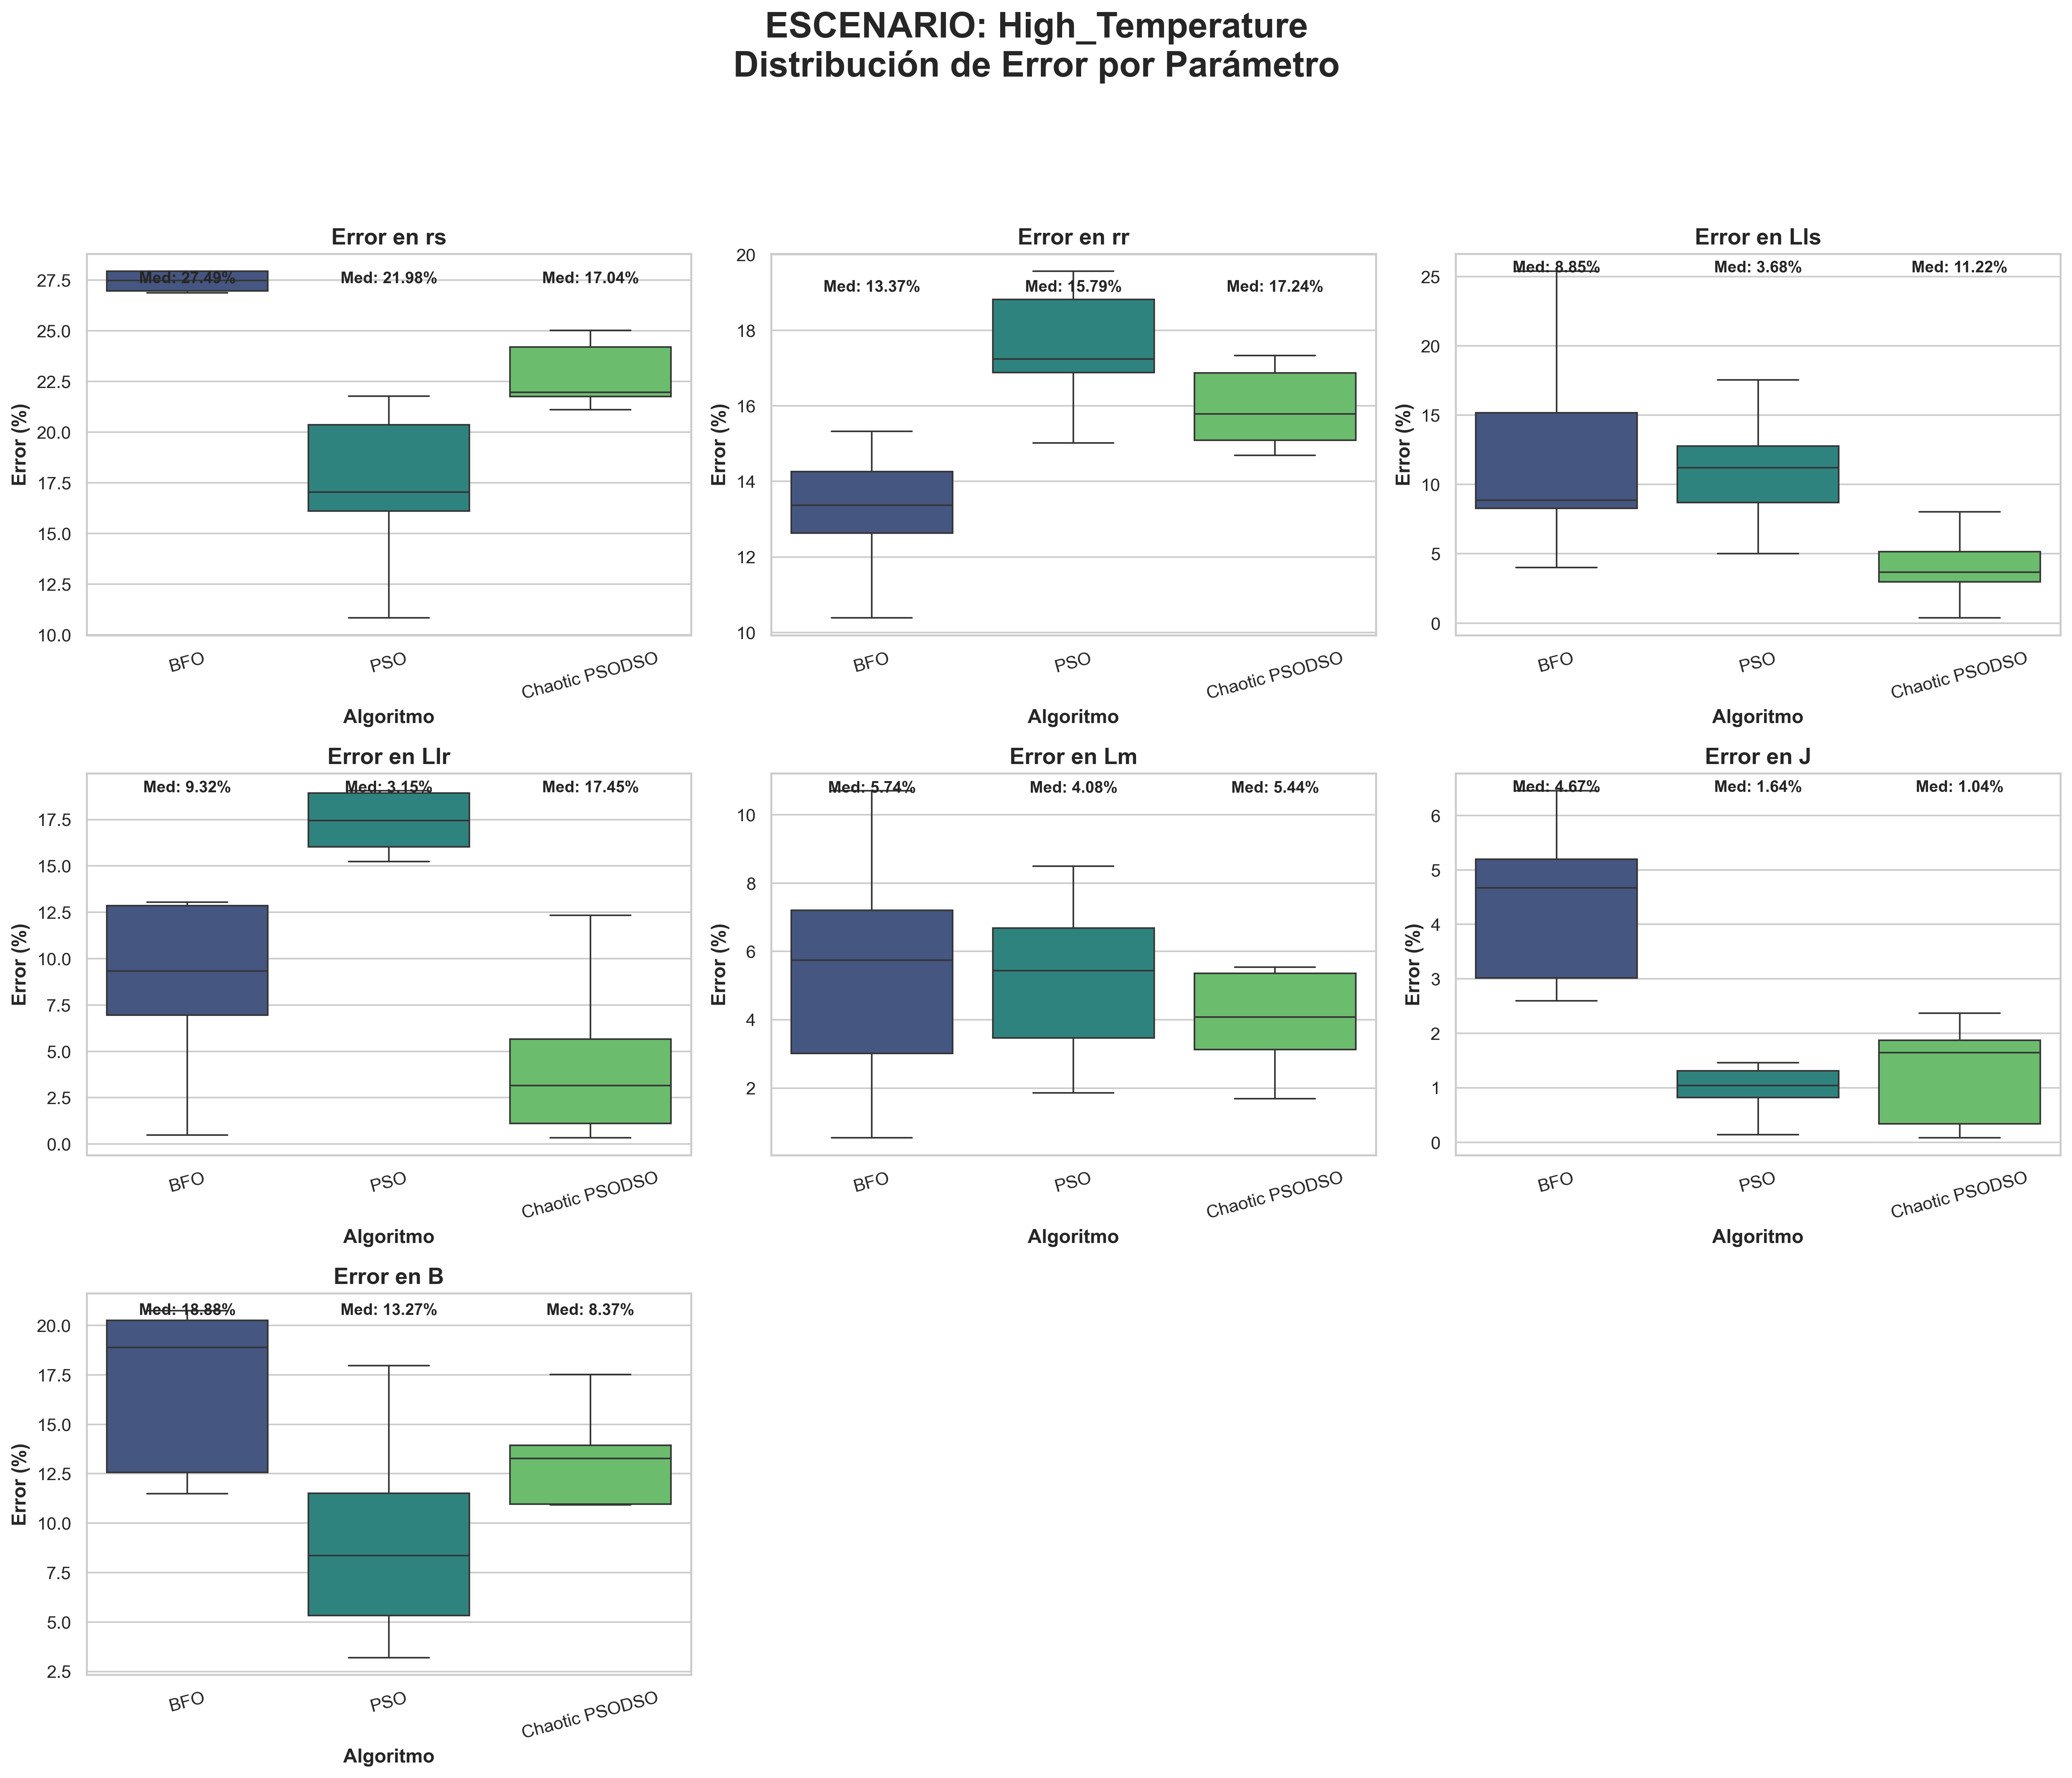 ESCENARIO: High_Temperature
Distribución de Error por Parámetro
Error en rs
Error (%)
27.5
25.0
22.5
20.0
17.5
15.0
12.5
10.0
Med: 27.49%
Med: 21.98%
Med: 17.04%
BFO
PSO
Chaotic PSODSO
Algoritmo
Error en rr
Error (%)
20
18
16
14
12
10
Med: 13.37%
Med: 15.79%
Med: 17.24%
BFO
PSO
Chaotic PSODSO
Algoritmo
Error en Lls
Error (%)
25
20
15
10
5
0
Med: 8.85%
Med: 3.68%
Med: 11.22%
BFO
PSO
Chaotic PSODSO
Algoritmo
Error en Llr
Error (%)
17.5
15.0
12.5
10.0
7.5
5.0
2.5
0.0
Med: 9.32%
Med: 3.15%
Med: 17.45%
BFO
PSO
Chaotic PSODSO
Algoritmo
Error en Lm
Error (%)
10
8
6
4
2
Med: 5.74%
Med: 4.08%
Med: 5.44%
BFO
PSO
Chaotic PSODSO
Algoritmo
Error en J
Error (%)
6
5
4
3
2
1
0
Med: 4.67%
Med: 1.64%
Med: 1.04%
BFO
PSO
Chaotic PSODSO
Algoritmo
Error en B
Error (%)
20.0
17.5
15.0
12.5
10.0
7.5
5.0
2.5
Med: 18.88%
Med: 13.27%
Med: 8.37%
BFO
PSO
Chaotic PSODSO
Algoritmo